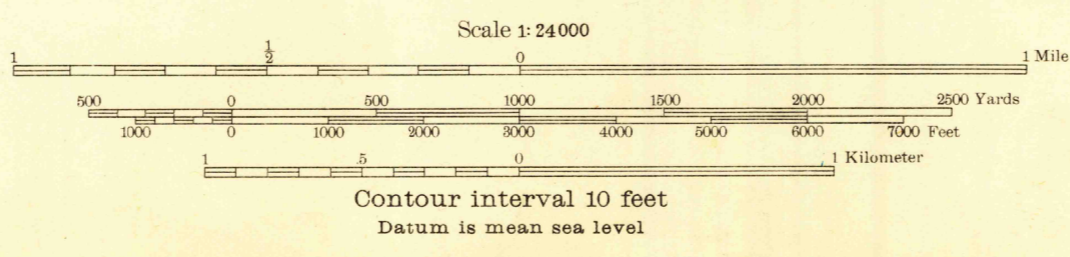 Scale 1:24000
1 ½ 0 1 Mile
500 0 500 1000 1500 2000 2500 Yards
1000 0 1000 2000 3000 4000 5000 6000 7000 Feet
1 .5 0 1 Kilometer
Contour interval 10 feet
Datum is mean sea level